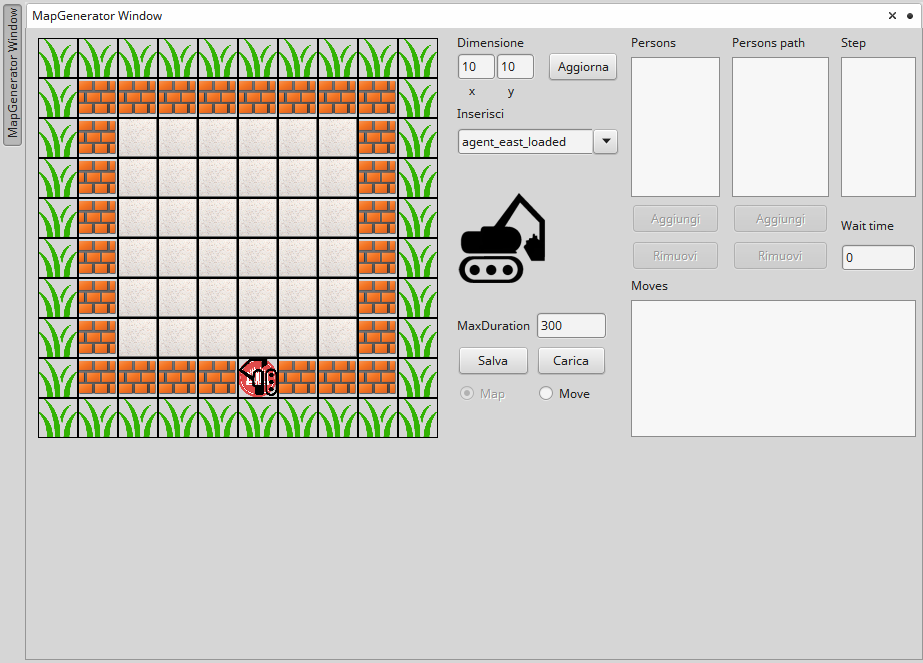 MapGenerator Window
MapGenerator Window
Dimensione
10 10 Aggiorna
x y
Inserisci
agent_east_loaded
MaxDuration 300
Salva Carica
Map Move
Persons Persons path Step
Aggiungi Aggiungi
Rimuovi Rimuovi
Wait time
0
Moves